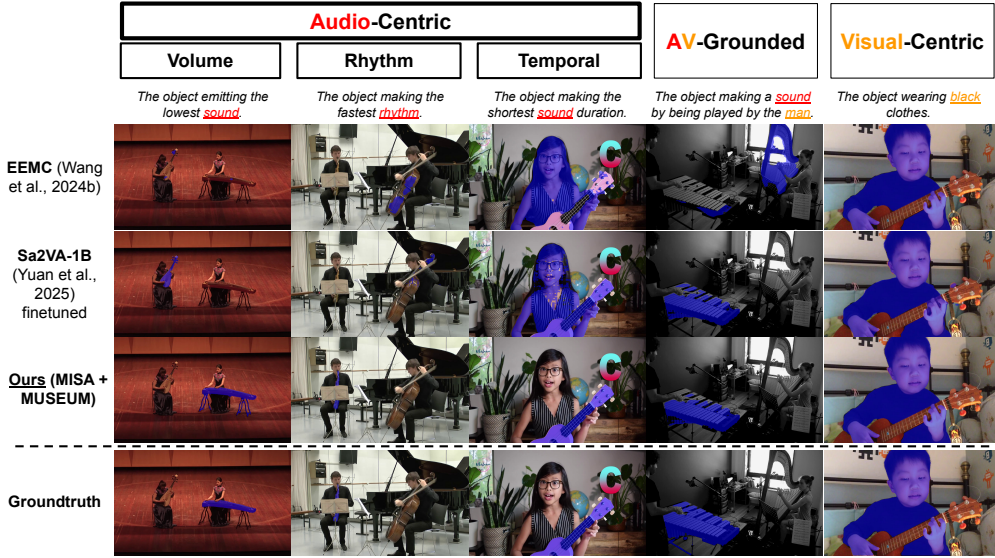 Audio-Centric
AV-Grounded
Visual-Centric
Volume
Rhythm
Temporal
The object emitting the
lowest sound.
The object making the
fastest rhythm.
The object making the
shortest sound duration.
The object making a sound
by being played by the man.
The object wearing black
clothes.
EEMC (Wang
et al., 2024b)
Sa2VA-1B
(Yuan et al.,
2025)
finetuned
Ours (MISA +
MUSEUM)
Groundtruth
C
C
C
C